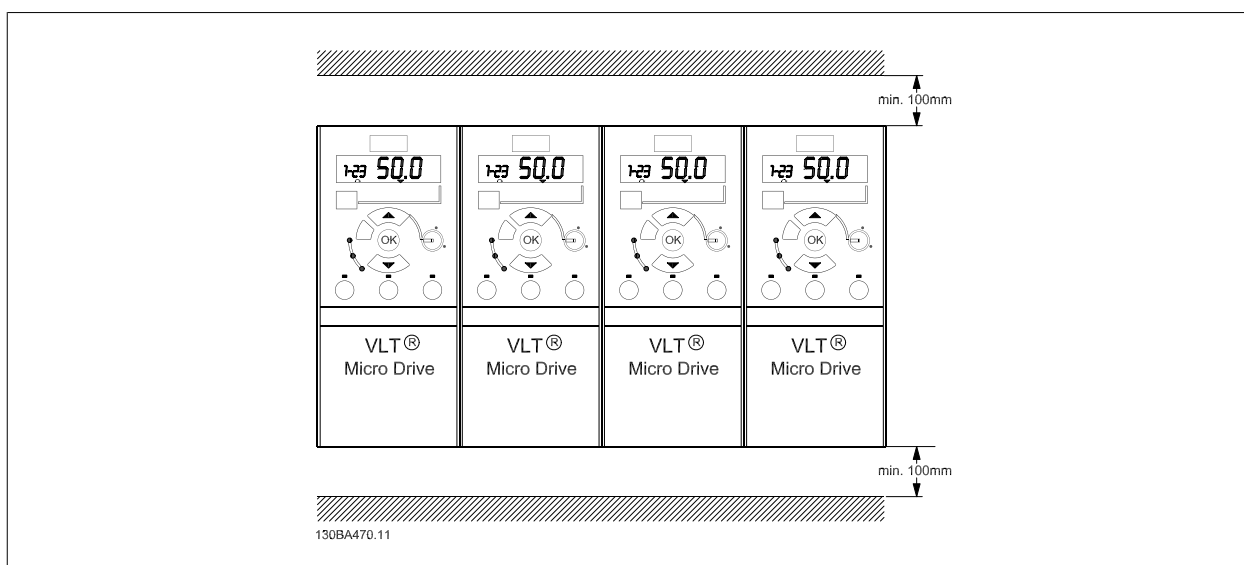 min. 100mm
1-23 50.0
1-23 50.0
1-23 50.0
1-23 50.0
OK
OK
OK
OK
VLT®
Micro Drive
VLT®
Micro Drive
VLT®
Micro Drive
VLT®
Micro Drive
min. 100mm
130BA470.11